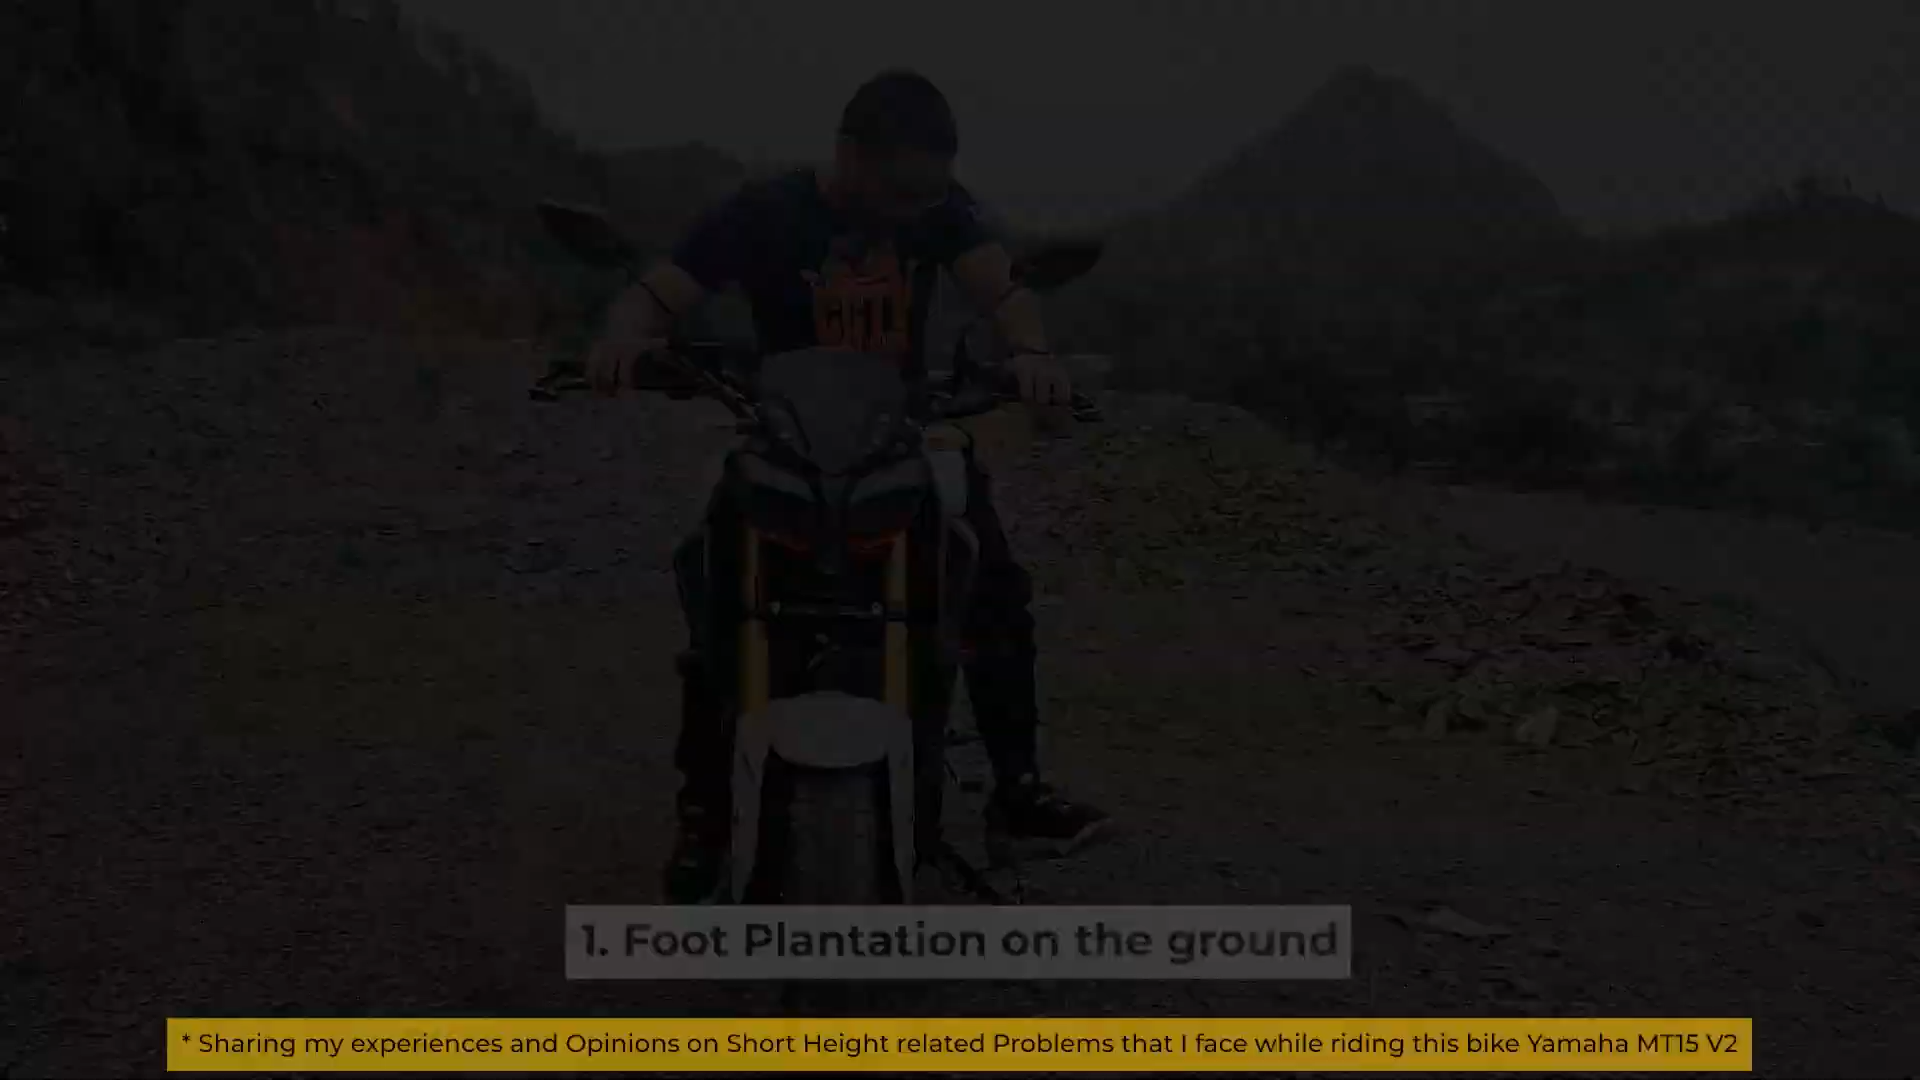 1. Foot Plantation on the ground
* Sharing my experiences and Opinions on Short Height related Problems that I face while riding this bike Yamaha MT15 V2